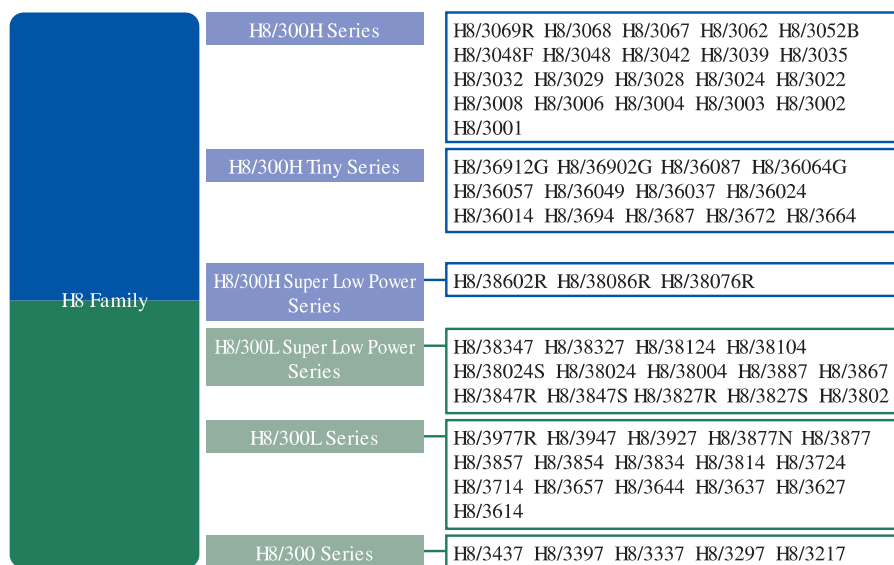 H8 Family
H8/300H Series
H8/3069R H8/3068 H8/3067 H8/3062 H8/3052B
H8/3048F H8/3048 H8/3042 H8/3039 H8/3035
H8/3032 H8/3029 H8/3028 H8/3024 H8/3022
H8/3008 H8/3006 H8/3004 H8/3003 H8/3002
H8/3001
H8/300H Tiny Series
H8/36912G H8/36902G H8/36087 H8/36064G
H8/36057 H8/36049 H8/36037 H8/36024
H8/36014 H8/3694 H8/3687 H8/3672 H8/3664
H8/300H Super Low Power
Series
H8/38602R H8/38086R H8/38076R
H8/300L Super Low Power
Series
H8/38347 H8/38327 H8/38124 H8/38104
H8/38024S H8/38024 H8/38004 H8/3887 H8/3867
H8/3847R H8/3847S H8/3827R H8/3827S H8/3802
H8/300L Series
H8/3977R H8/3947 H8/3927 H8/3877N H8/3877
H8/3857 H8/3854 H8/3834 H8/3814 H8/3724
H8/3714 H8/3657 H8/3644 H8/3637 H8/3627
H8/3614
H8/300 Series
H8/3437 H8/3397 H8/3337 H8/3297 H8/3217